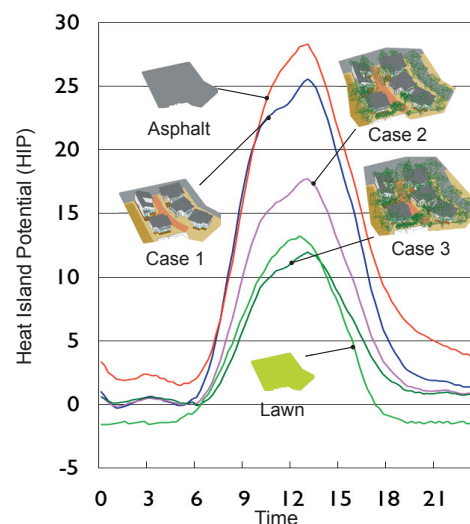 30
25
20
15
10
5
0
-5
Heat Island Potential (HIP)
Asphalt
Case 1
Case 2
Case 3
Lawn
0 3 6 9 12 15 18 21
Time